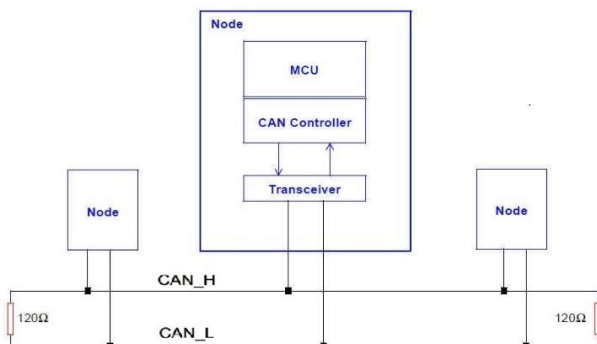 Node
MCU
CAN Controller
Transceiver
Node
Node
CAN_H
120Ω
120Ω
CAN_L